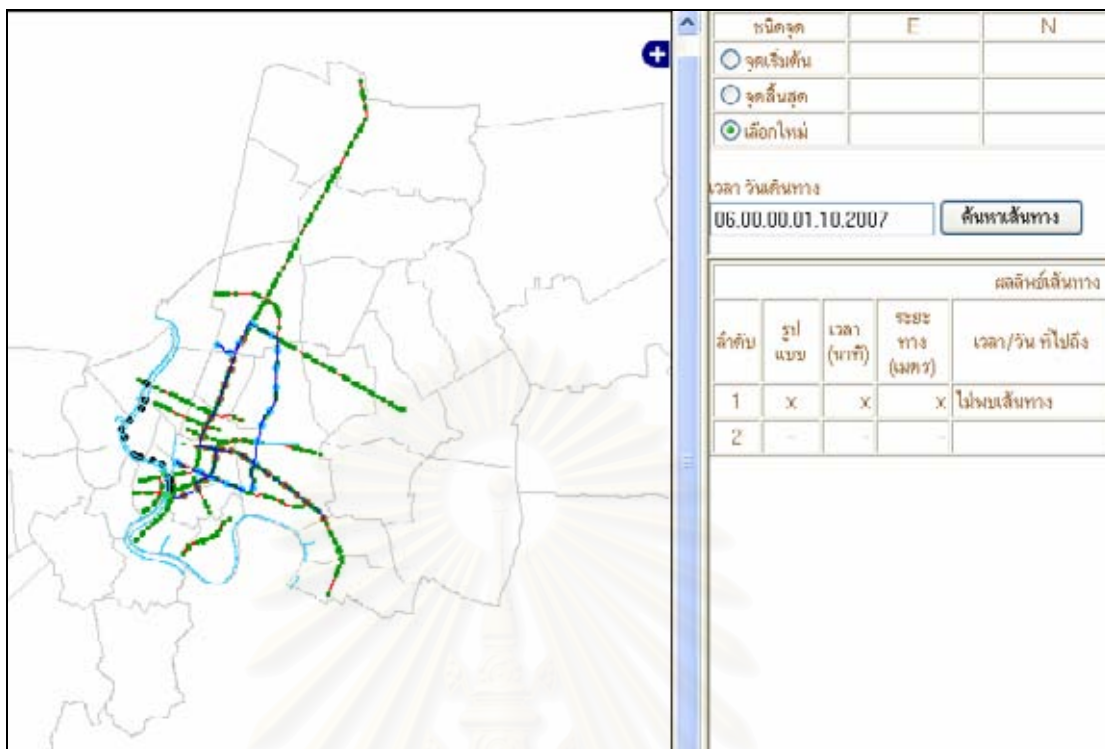 ชนิดจุด E N
จุดเริ่มต้น
จุดสิ้นสุด
เลือกใหม่
เวลา วันเดินทาง
06.00.00.01.10.2007 ค้นหาเส้นทาง
ผลลัพธ์เส้นทาง
ลำดับ รูปแบบ เวลา (นาที) ระยะทาง (เมตร) เวลา/วัน ที่ไปถึง
1 x x x ไม่พบเส้นทาง
2 - - -